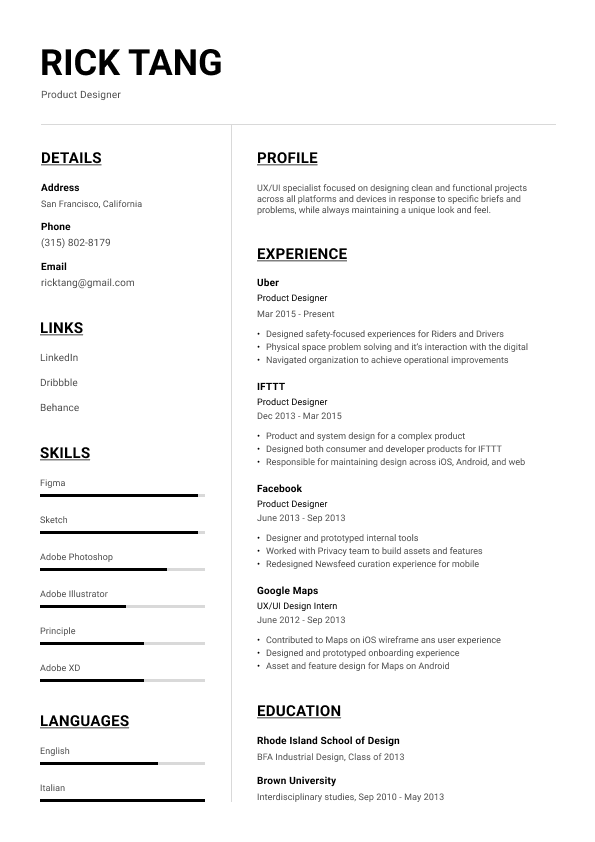 RICK TANG
Product Designer
DETAILS
Address
San Francisco, California
Phone
(315) 802-8179
Email
ricktang@gmail.com
LINKS
LinkedIn
Dribbble
Behance
SKILLS
Figma
Sketch
Adobe Photoshop
Adobe Illustrator
Principle
Adobe XD
LANGUAGES
English
Italian
PROFILE
UX/UI specialist focused on designing clean and functional projects
across all platforms and devices in response to specific briefs and
problems, while always maintaining a unique look and feel.
EXPERIENCE
Uber
Product Designer
Mar 2015 - Present
• Designed safety-focused experiences for Riders and Drivers
• Physical space problem solving and it's interaction with the digital
• Navigated organization to achieve operational improvements
IFTTT
Product Designer
Dec 2013 - Mar 2015
• Product and system design for a complex product
• Designed both consumer and developer products for IFTTT
• Responsible for maintaining design across iOS, Android, and web
Facebook
Product Designer
June 2013 - Sep 2013
• Designer and prototyped internal tools
• Worked with Privacy team to build assets and features
• Redesigned Newsfeed curation experience for mobile
Google Maps
UX/UI Design Intern
June 2012 - Sep 2013
• Contributed to Maps on iOS wireframe ans user experience
• Designed and prototyped onboarding experience
• Asset and feature design for Maps on Android
EDUCATION
Rhode Island School of Design
BFA Industrial Design, Class of 2013
Brown University
Interdisciplinary studies, Sep 2010 - May 2013